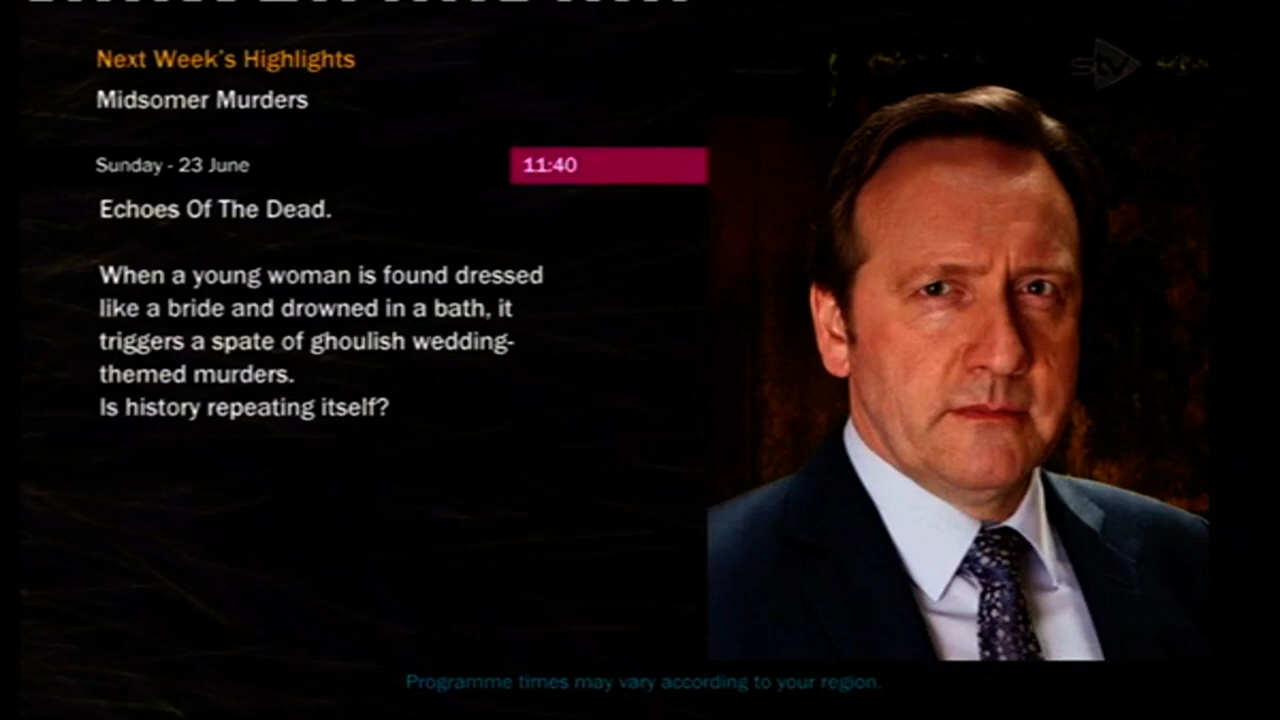 Next Week's Highlights
Midsomer Murders
Sunday - 23 June
11:40
Echoes Of The Dead.
When a young woman is found dressed
like a bride and drowned in a bath, it
triggers a spate of ghoulish wedding-
themed murders.
Is history repeating itself?
stv
Programme times may vary according to your region.